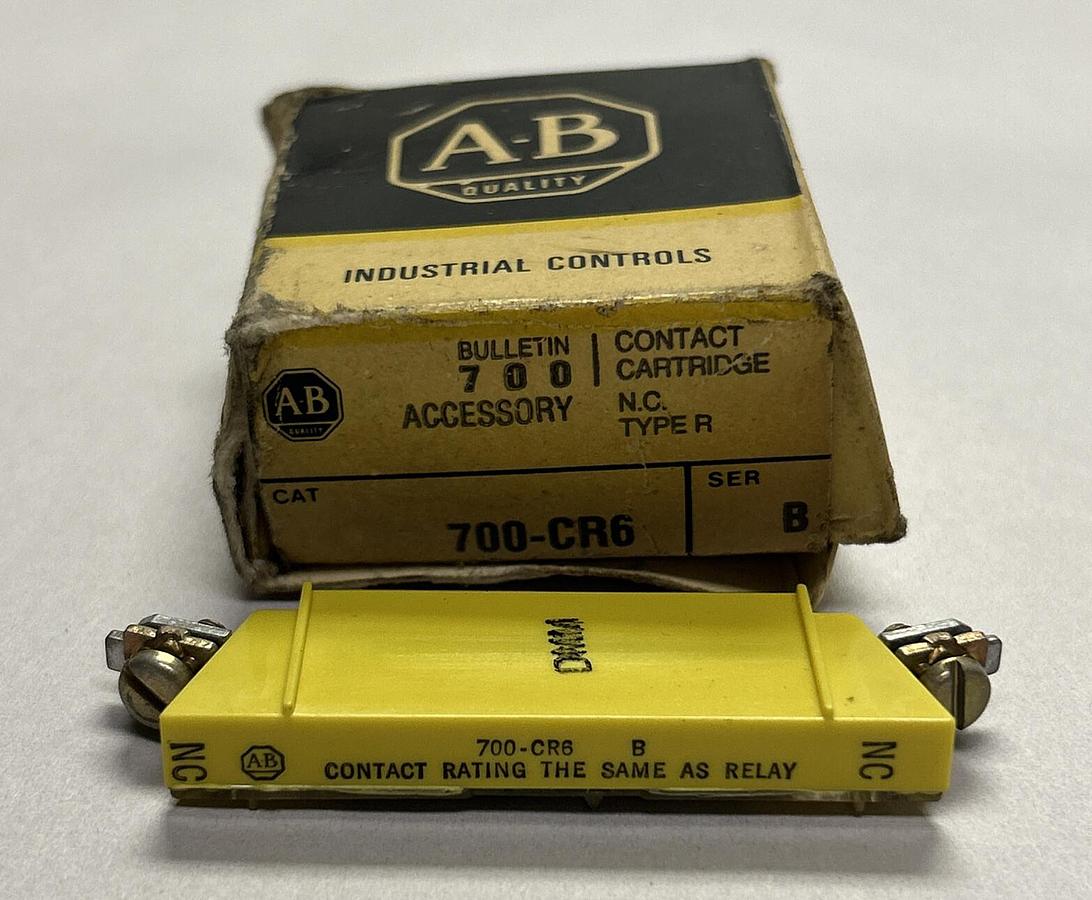 A-B
QUALITY
INDUSTRIAL CONTROLS
A-B
QUALITY
BULLETIN
700
ACCESSORY
CONTACT
CARTRIDGE
N.C.
TYPE R
CAT
700-CR6
SER
B
700-CR6 B
NC
AB
CONTACT RATING THE SAME AS RELAY
NC